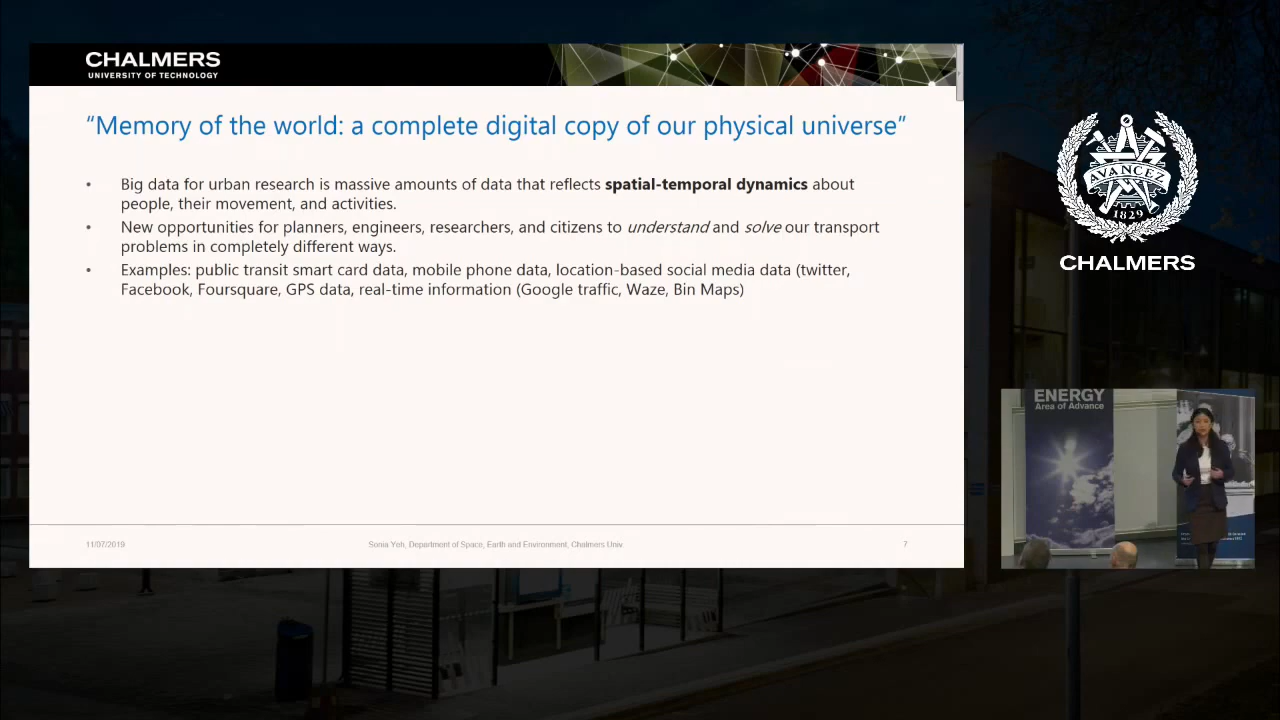 CHALMERS
UNIVERSITY OF TECHNOLOGY
“Memory of the world: a complete digital copy of our physical universe”
• Big data for urban research is massive amounts of data that reflects spatial-temporal dynamics about
people, their movement, and activities.
• New opportunities for planners, engineers, researchers, and citizens to understand and solve our transport
problems in completely different ways.
• Examples: public transit smart card data, mobile phone data, location-based social media data (twitter,
Facebook, Foursquare, GPS data, real-time information (Google traffic, Waze, Bin Maps)
11/07/2019
Sonia Yeh, Department of Space, Earth and Environment, Chalmers Univ.
7
AVANCEZ
1829
CHALMERS
ENERGY
Area of Advance